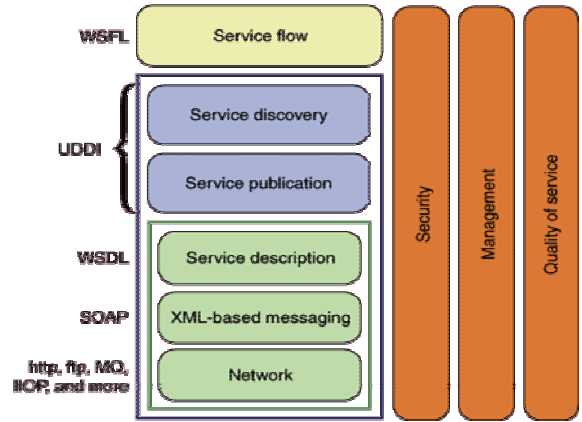 WSFL
Service flow
UDDI
Service discovery
Service publication
WSDL
Service description
SOAP
XML-based messaging
http, ftp, MQ,
IIOP, and more
Network
Security
Management
Quality of service